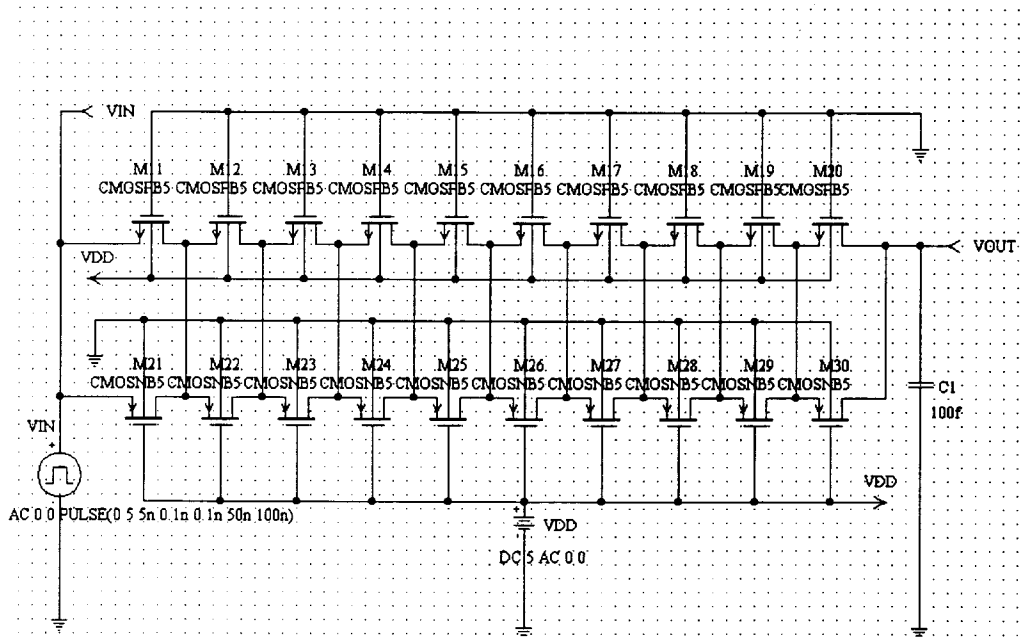 VIN
M11 M12 M13 M14 M15 M16 M17 M18 M19 M20
CMOSPB5 CMOSPB5 CMOSPB5 CMOSPB5 CMOSPB5 CMOSPB5 CMOSPB5 CMOSPB5 CMOSPB5 CMOSPB5
VOUT
VDD
M21 M22 M23 M24 M25 M26 M27 M28 M29 M30
CMOSNB5 CMOSNB5 CMOSNB5 CMOSNB5 CMOSNB5 CMOSNB5 CMOSNB5 CMOSNB5 CMOSNB5 CMOSNB5
C1
100f
VIN
+
VDD
AC 0 0 PULSE(0 5 5n 0.1n 0.1n 50n 100n)
+
VDD
DC 5 AC 0 0